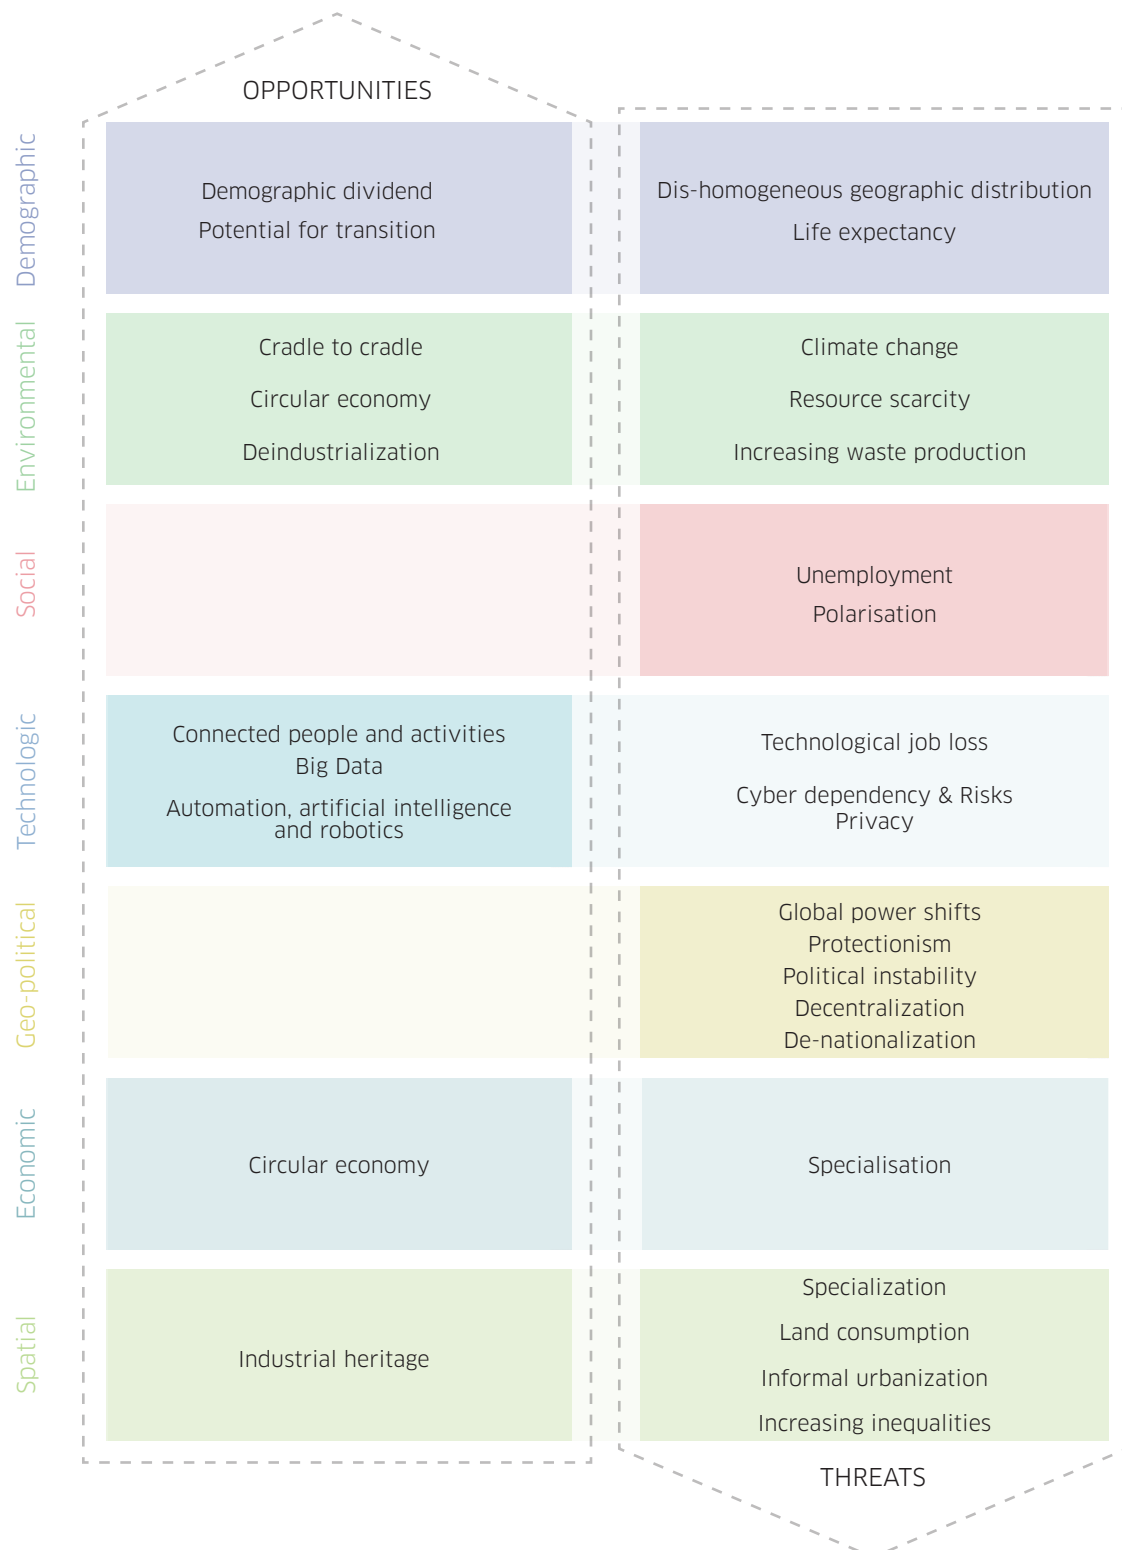 OPPORTUNITIES
Demographic
Demographic dividend
Potential for transition
Dis-homogeneous geographic distribution
Life expectancy
Environmental
Cradle to cradle
Circular economy
Deindustrialization
Climate change
Resource scarcity
Increasing waste production
Social
Unemployment
Polarisation
Technologic
Connected people and activities
Big Data
Automation, artificial intelligence
and robotics
Technological job loss
Cyber dependency & Risks
Privacy
Geo-political
Global power shifts
Protectionism
Political instability
Decentralization
De-nationalization
Economic
Circular economy
Specialisation
Spatial
Industrial heritage
Specialization
Land consumption
Informal urbanization
Increasing inequalities
THREATS